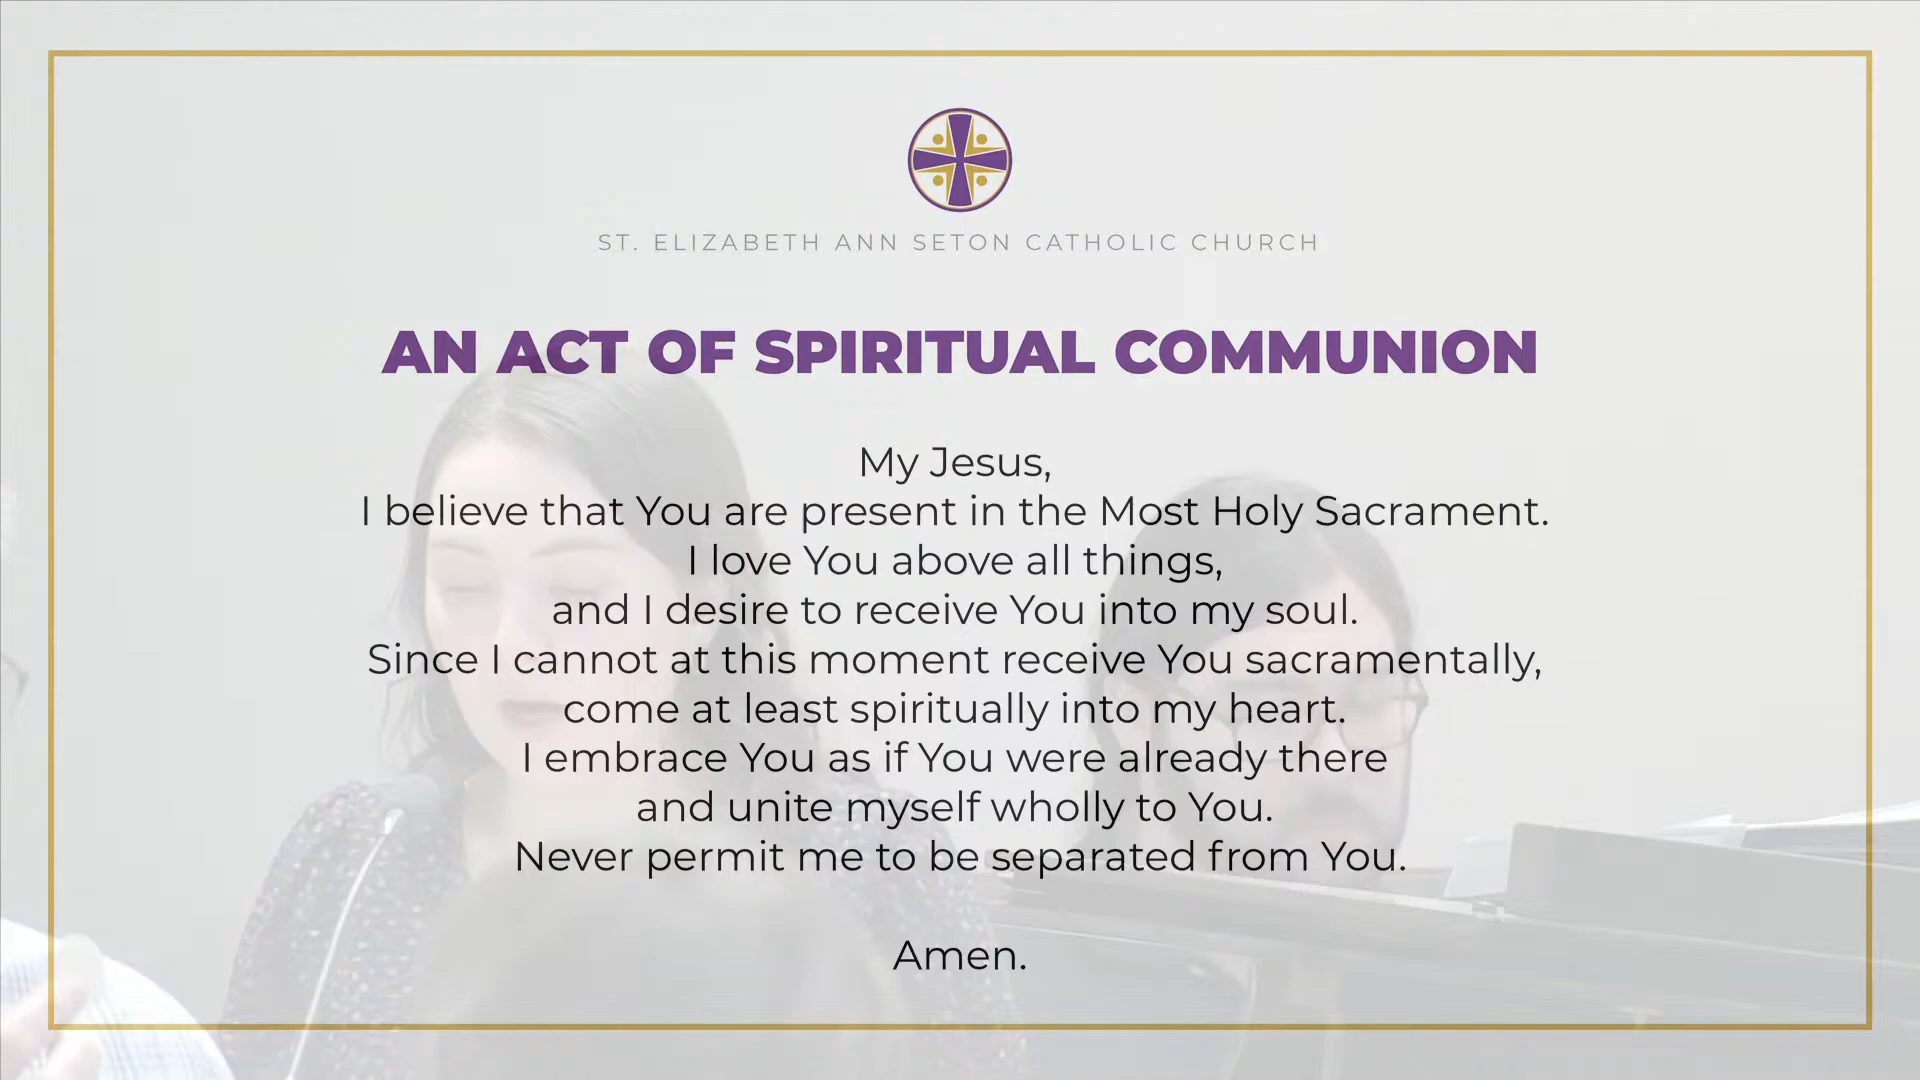 ST. ELIZABETH ANN SETON CATHOLIC CHURCH
AN ACT OF SPIRITUAL COMMUNION
My Jesus,
I believe that You are present in the Most Holy Sacrament.
I love You above all things,
and I desire to receive You into my soul.
Since I cannot at this moment receive You sacramentally,
come at least spiritually into my heart.
I embrace You as if You were already there
and unite myself wholly to You.
Never permit me to be separated from You.
Amen.